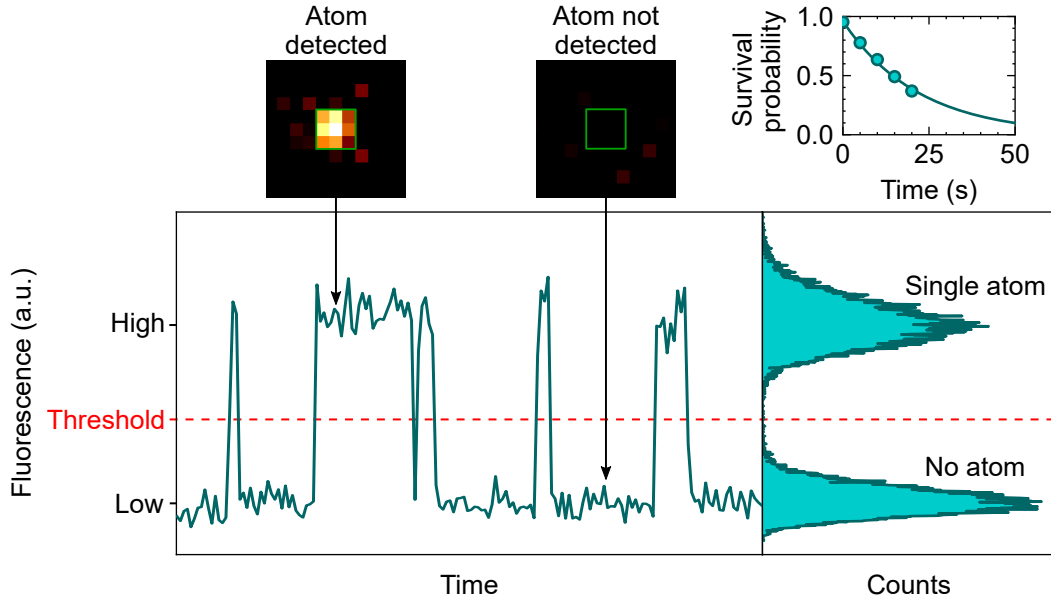 Atom
detected
Atom not
detected
Survival
probability
1.0
0.5
0.0
0
25
50
Time (s)
Fluorescence (a.u.)
High
Threshold
Low
Single atom
No atom
Time
Counts